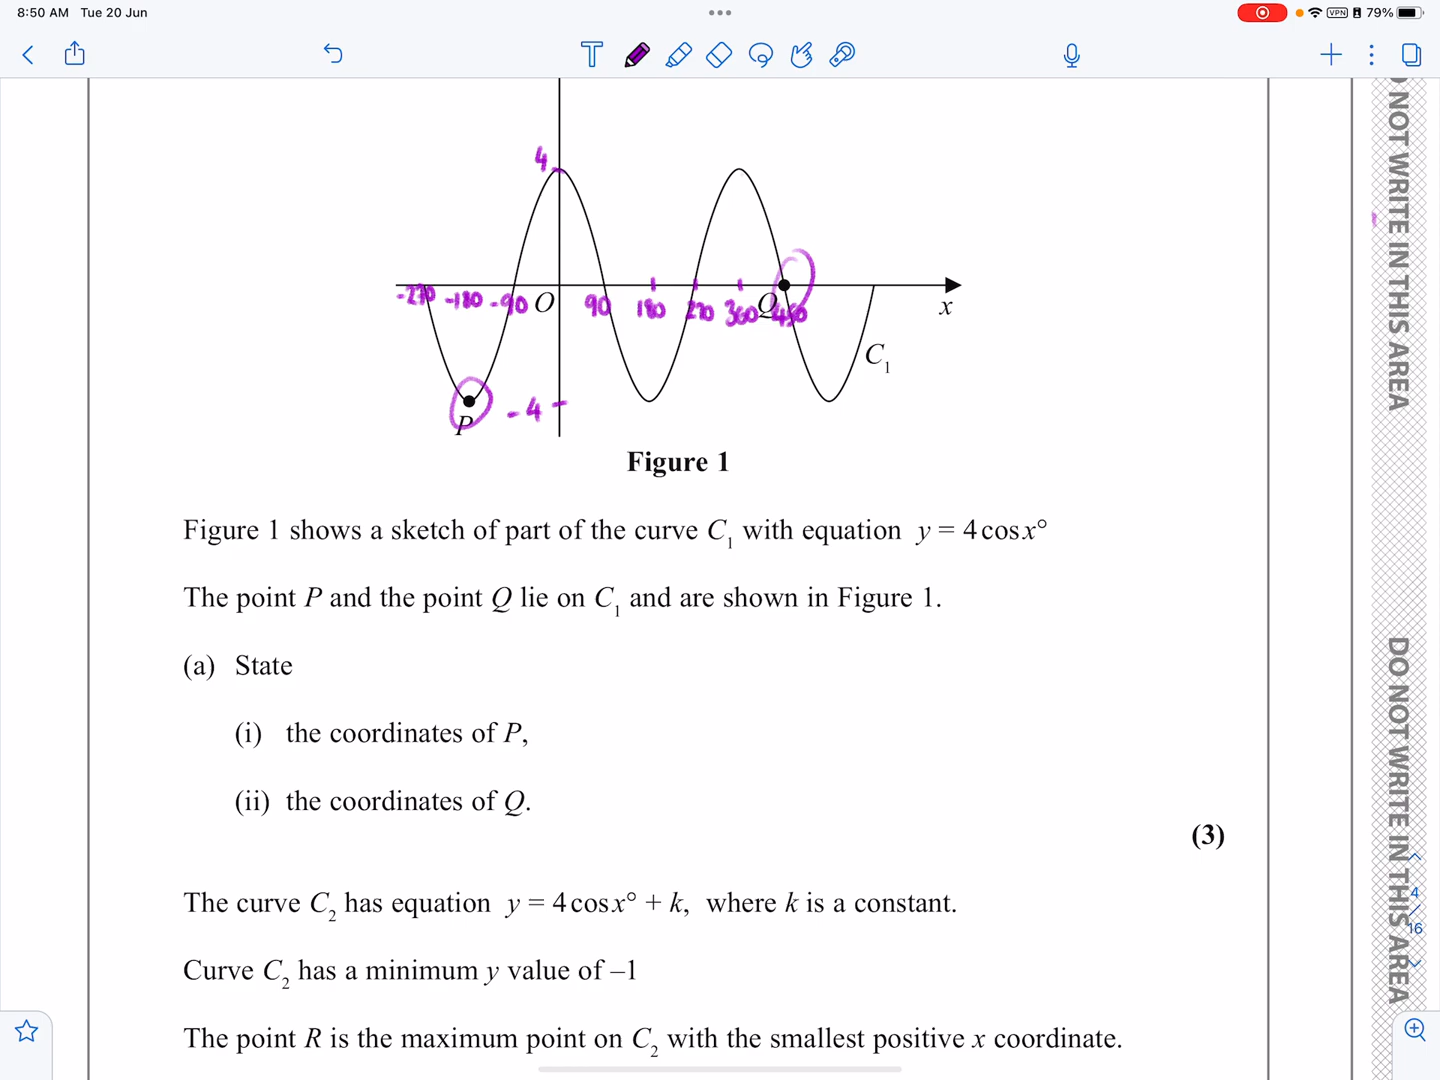 8:50 AM Tue 20 Jun
VPN 79%
T
4
-270 -180 -90 O 90 180 270 360 Q 450 x
C1
P -4
Figure 1
Figure 1 shows a sketch of part of the curve C1 with equation y = 4 cos x°
The point P and the point Q lie on C1 and are shown in Figure 1.
(a) State
(i) the coordinates of P,
(ii) the coordinates of Q.
(3)
The curve C2 has equation y = 4 cos x° + k, where k is a constant.
Curve C2 has a minimum y value of –1
The point R is the maximum point on C2 with the smallest positive x coordinate.
NOT WRITE IN THIS AREA
DO NOT WRITE IN THIS AREA
4
16